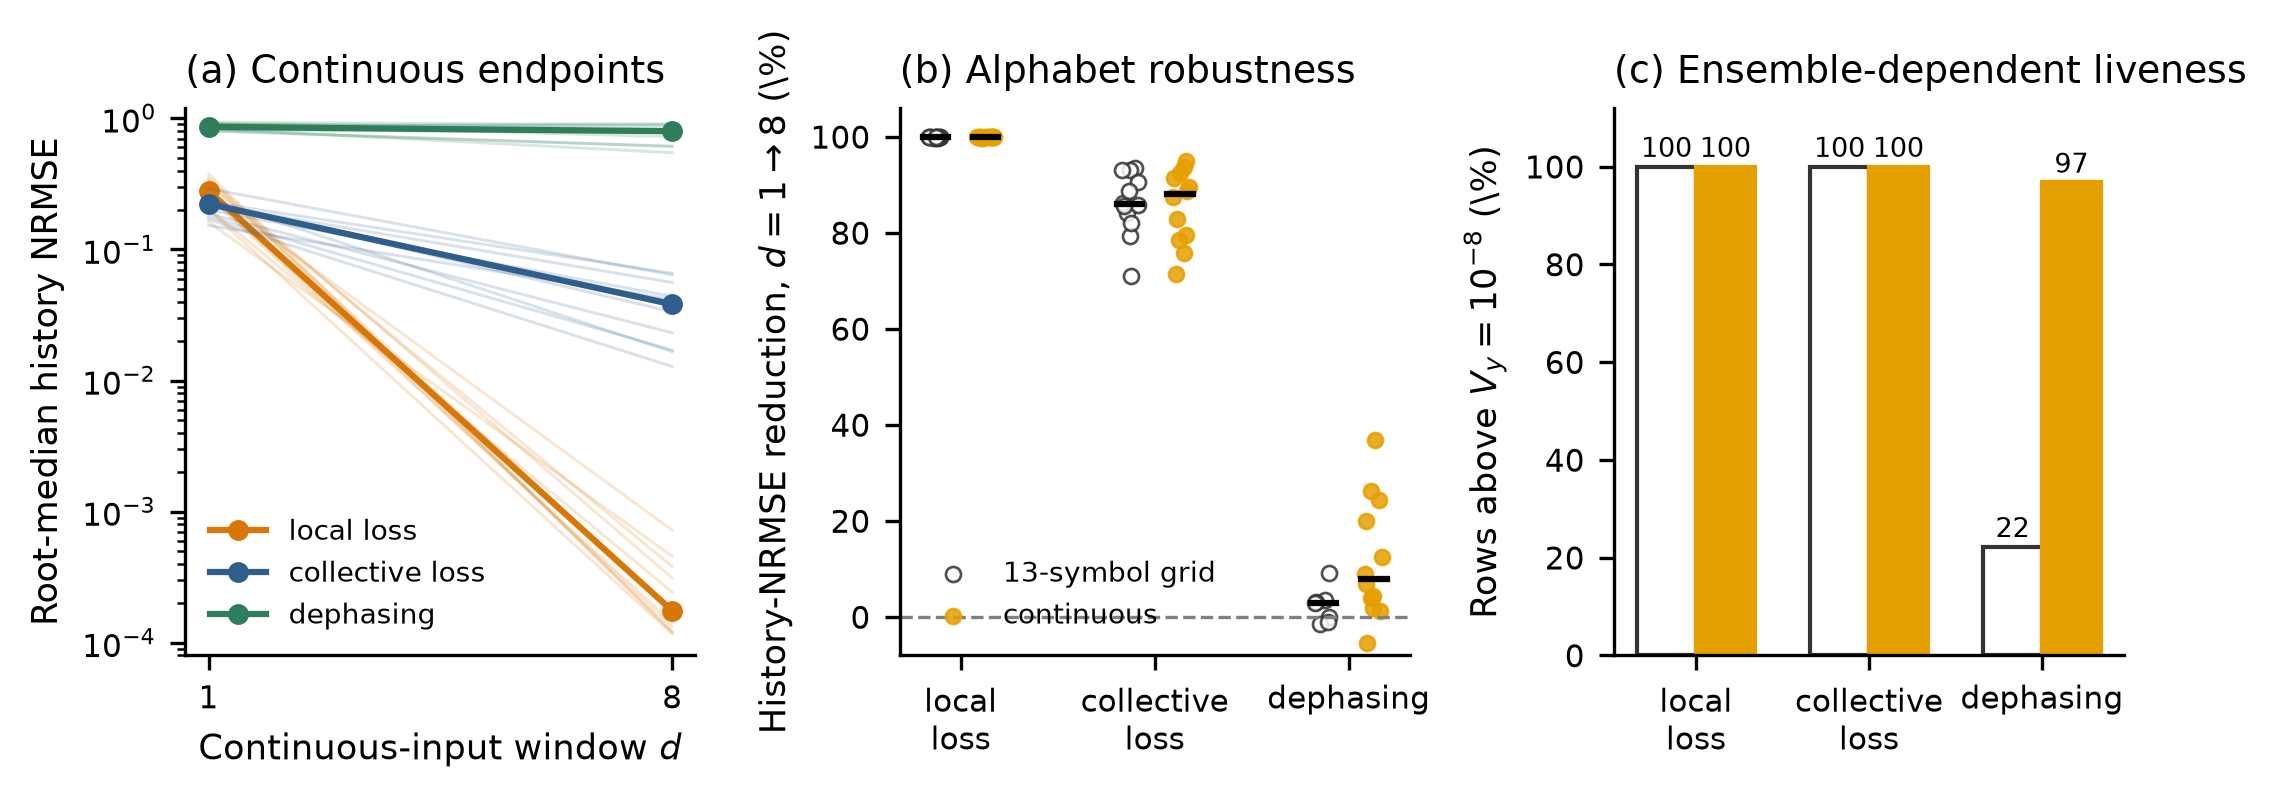 (a) Continuous endpoints
Root-median history NRMSE
10⁰
10⁻¹
10⁻²
10⁻³
10⁻⁴
local loss
collective loss
dephasing
1
8
Continuous-input window d
(b) Alphabet robustness
History-NRMSE reduction, d = 1 → 8 (\%)
100
80
60
40
20
0
13-symbol grid
continuous
local
loss
collective
loss
dephasing
(c) Ensemble-dependent liveness
Rows above V_y = 10⁻⁸ (\%)
100
80
60
40
20
0
100 100
100 100
22
97
local
loss
collective
loss
dephasing